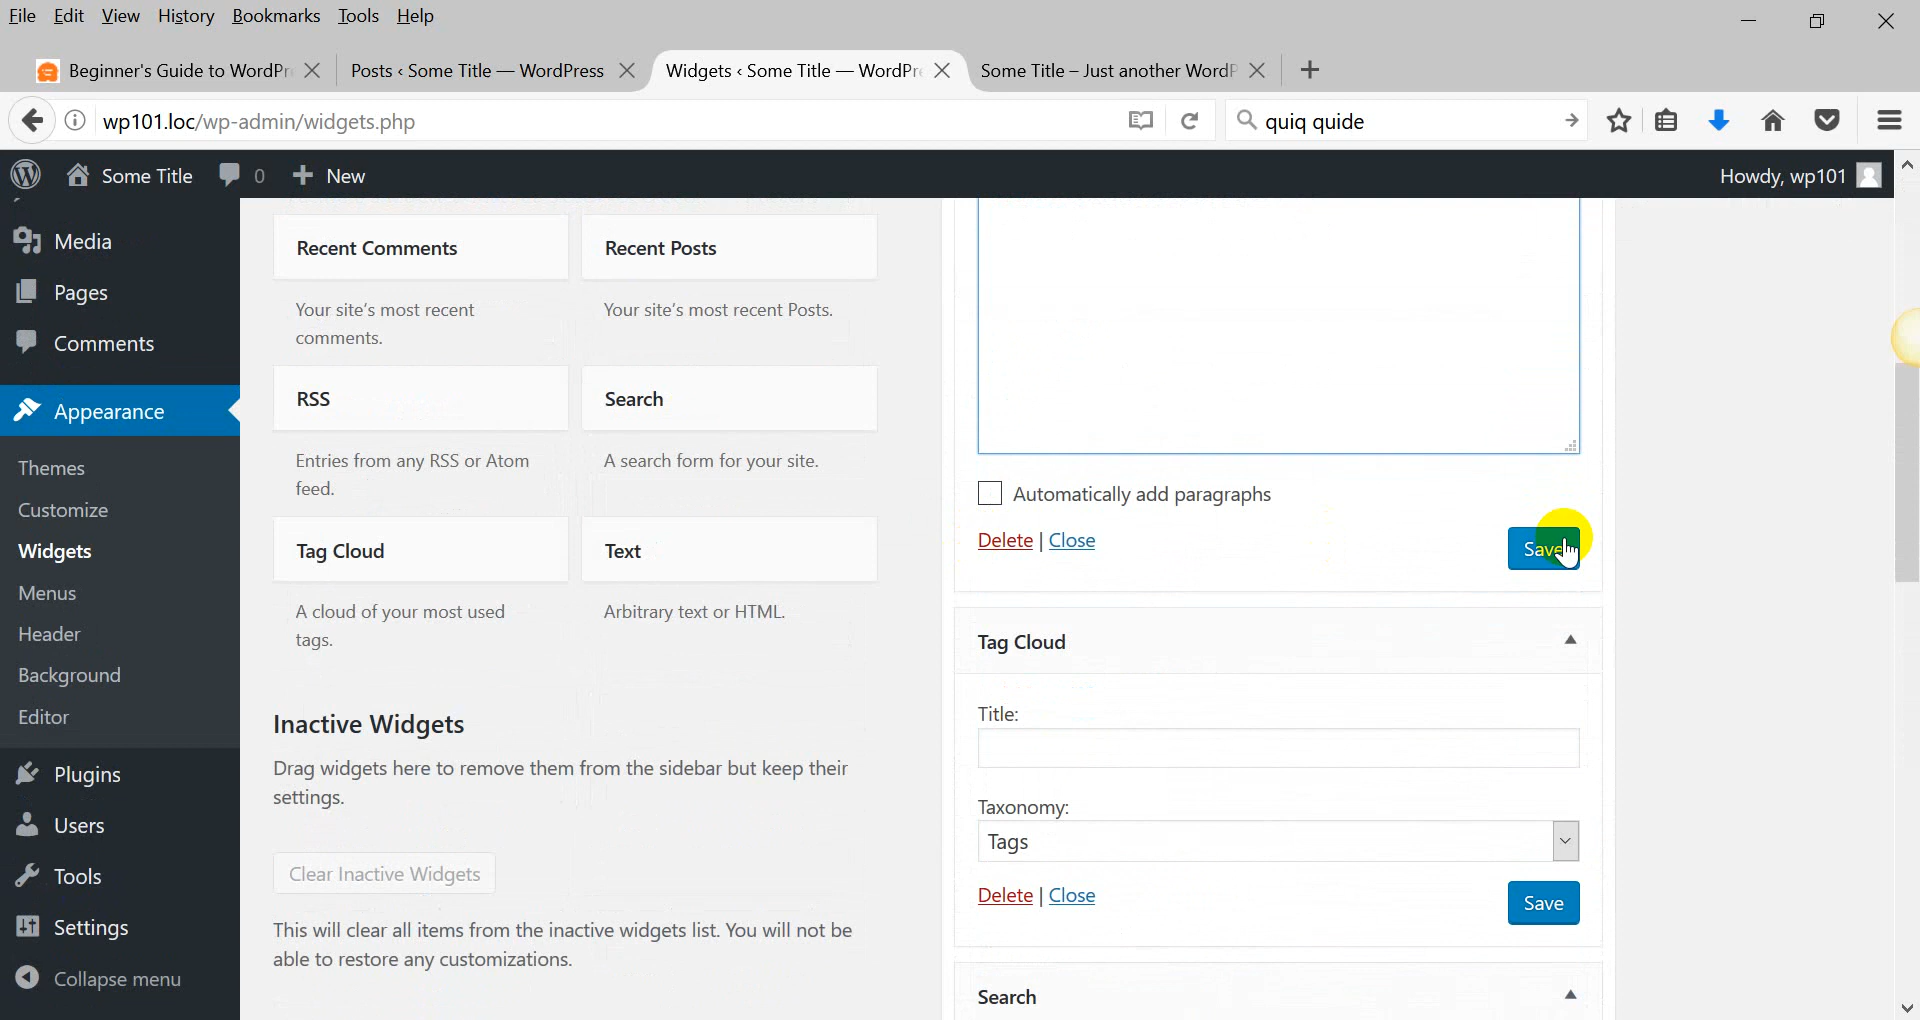 File Edit View History Bookmarks Tools Help
Beginner's Guide to WordPr
Posts ‹ Some Title — WordPress
Widgets ‹ Some Title — WordPr
Some Title – Just another WordP
wp101.loc/wp-admin/widgets.php
quiq quide
Some Title
0
New
Howdy, wp101
Media
Pages
Comments
Appearance
Themes
Customize
Widgets
Menus
Header
Background
Editor
Plugins
Users
Tools
Settings
Collapse menu
Recent Comments
Your site's most recent
comments.
Recent Posts
Your site's most recent Posts.
RSS
Entries from any RSS or Atom
feed.
Search
A search form for your site.
Tag Cloud
A cloud of your most used
tags.
Text
Arbitrary text or HTML.
Inactive Widgets
Drag widgets here to remove them from the sidebar but keep their
settings.
Clear Inactive Widgets
This will clear all items from the inactive widgets list. You will not be
able to restore any customizations.
Automatically add paragraphs
Delete | Close
Save
Tag Cloud
Title:
Taxonomy:
Tags
Delete | Close
Save
Search